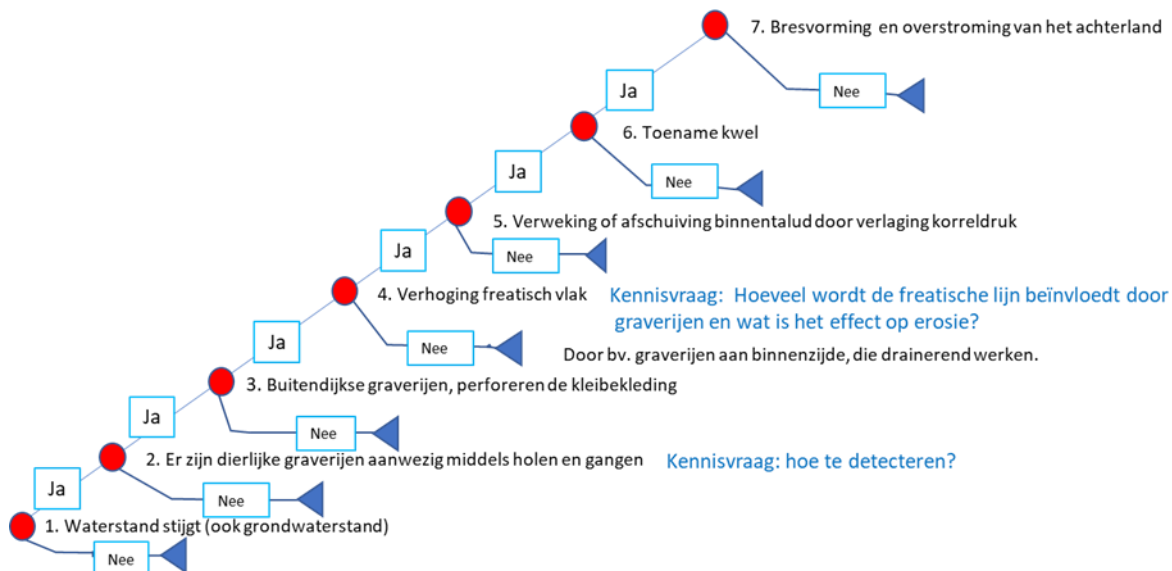 7. Bresvorming en overstroming van het achterland
Nee
Ja
6. Toename kwel
Nee
Ja
5. Verweking of afschuiving binnentalud door verlaging korreldruk
Nee
Ja
4. Verhoging freatisch vlak
Kennisvraag: Hoeveel wordt de freatische lijn beïnvloedt door
graverijen en wat is het effect op erosie?
Nee
Door bv. graverijen aan binnenzijde, die drainerend werken.
Ja
3. Buitendijkse graverijen, perforeren de kleibekleding
Nee
Ja
2. Er zijn dierlijke graverijen aanwezig middels holen en gangen
Kennisvraag: hoe te detecteren?
Nee
Ja
1. Waterstand stijgt (ook grondwaterstand)
Nee